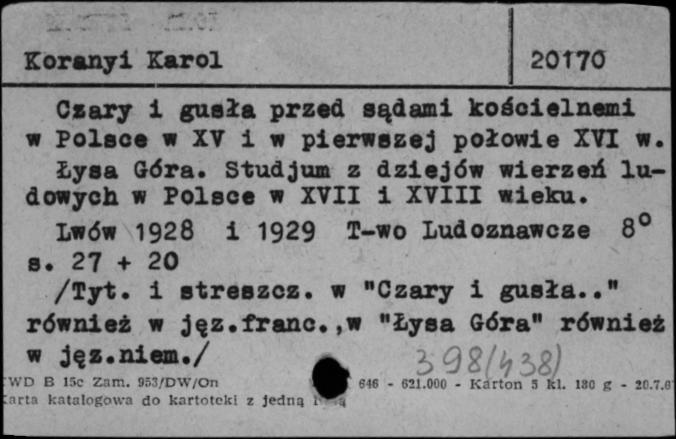 Koranyi Karol
20170
Czary i gusła przed sądami kościelnemi
w Polsce w XV i w pierwszej połowie XVI w.
Łysa Góra. Studjum z dziejów wierzeń lu-
dowych w Polsce w XVII i XVIII wieku.
Lwów 1928 i 1929 T-wo Ludoznawcze 8°
s. 27 + 20
/Tyt. i streszcz. w "Czary i gusła.."
również w jęz.franc.,w "Łysa Góra" również
w jęz.niem./
398(438)
WD B 15c Zam. 953/DW/On 646 - 621.000 - Karton 5 kl. 180 g - 20.7.6
karta katalogowa do kartoteki z jedną